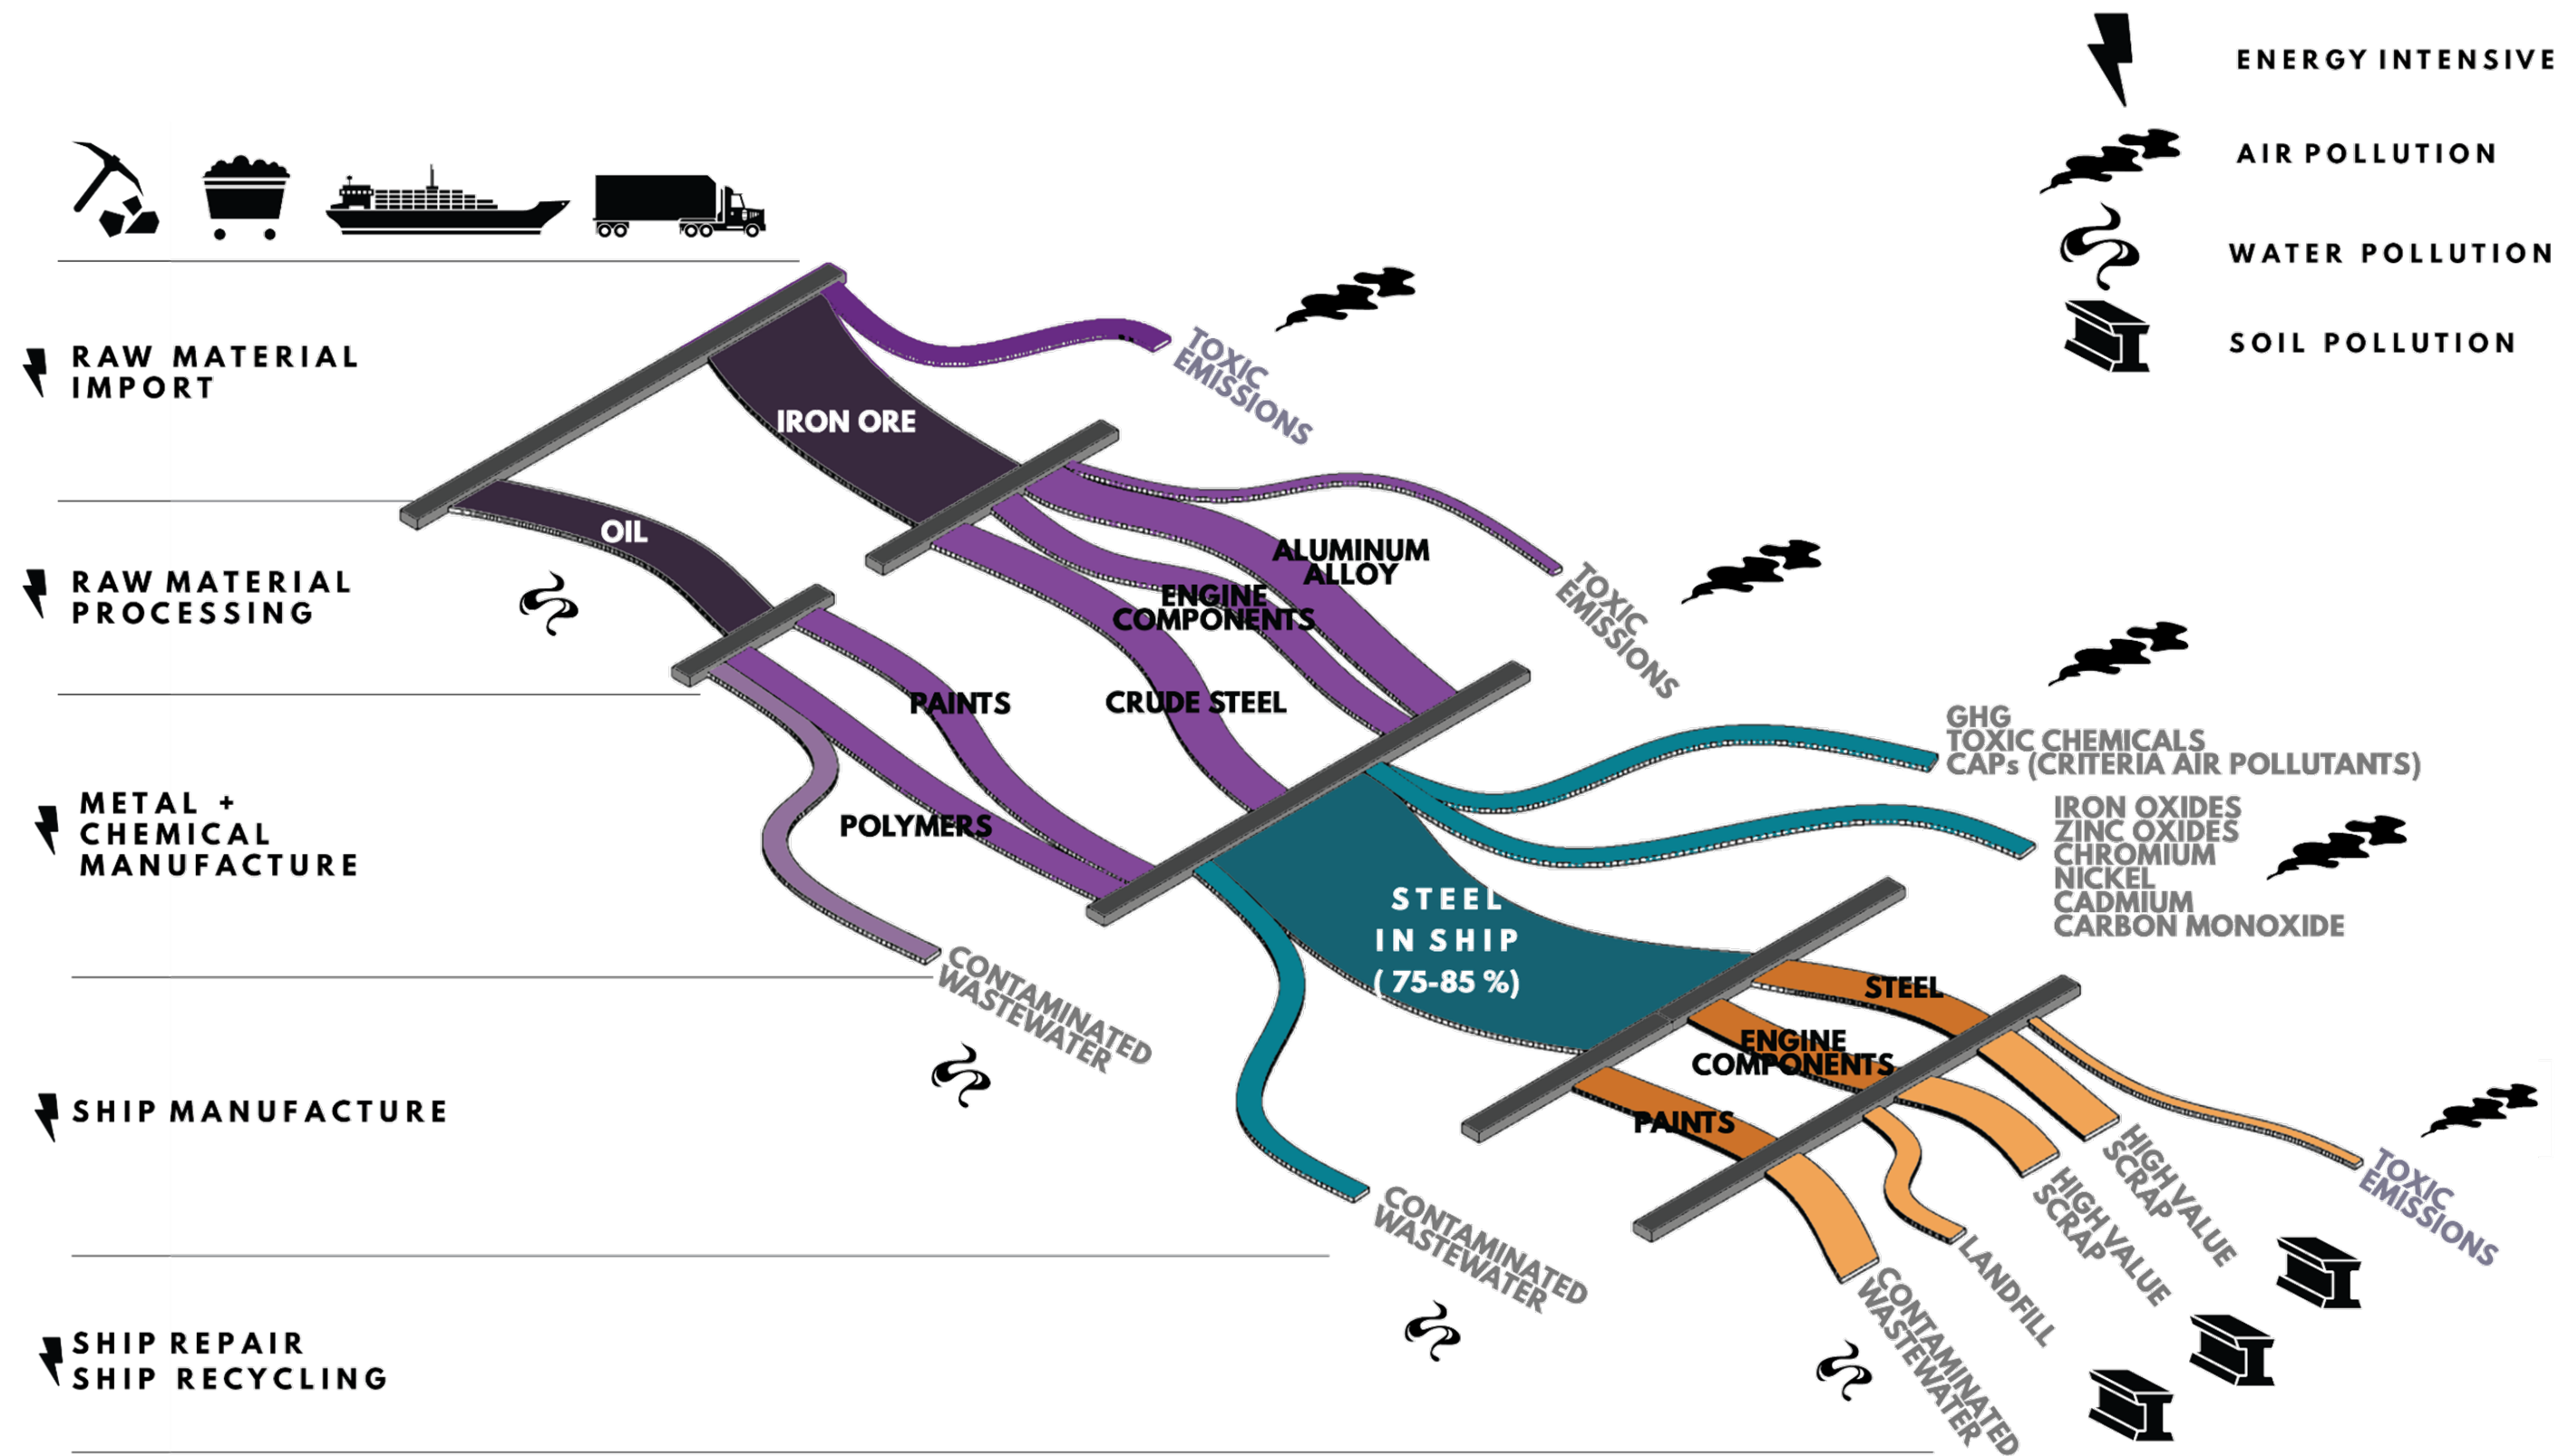 ENERGY INTENSIVE
AIR POLLUTION
WATER POLLUTION
SOIL POLLUTION
RAW MATERIAL
IMPORT
RAW MATERIAL
PROCESSING
METAL +
CHEMICAL
MANUFACTURE
SHIP MANUFACTURE
SHIP REPAIR
SHIP RECYCLING
IRON ORE
TOXIC
EMISSIONS
OIL
ALUMINUM
ALLOY
ENGINE
COMPONENTS
TOXIC
EMISSIONS
PAINTS
CRUDE STEEL
POLYMERS
CONTAMINATED
WASTEWATER
GHG
TOXIC CHEMICALS
CAPs (CRITERIA AIR POLLUTANTS)
IRON OXIDES
ZINC OXIDES
CHROMIUM
NICKEL
CADMIUM
CARBON MONOXIDE
STEEL
IN SHIP
( 75-85 %)
CONTAMINATED
WASTEWATER
STEEL
ENGINE
COMPONENTS
PAINTS
TOXIC
EMISSIONS
HIGH VALUE
SCRAP
HIGH VALUE
SCRAP
LANDFILL
CONTAMINATED
WASTEWATER